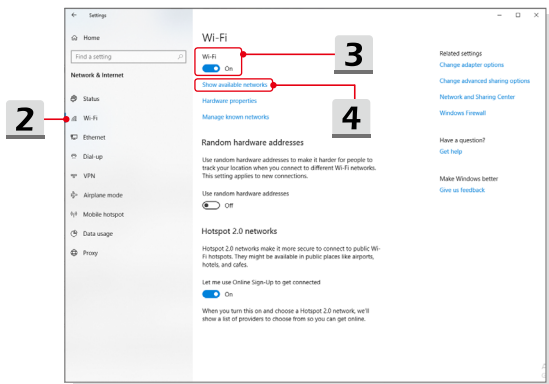 Settings
Home
Find a setting
Network & Internet
Status
Wi-Fi
Ethernet
Dial-up
VPN
Airplane mode
Mobile hotspot
Data usage
Proxy
2
Wi-Fi
Wi-Fi
On
3
Show available networks
4
Hardware properties
Manage known networks
Random hardware addresses
Use random hardware addresses to make it harder for people to
track your location when you connect to different Wi-Fi networks.
This setting applies to new connections.
Use random hardware addresses
Off
Hotspot 2.0 networks
Hotspot 2.0 networks make it more secure to connect to public Wi-
Fi hotspots. They might be available in public places like airports,
hotels, and cafes.
Let me use Online Sign-Up to get connected
On
When you turn this on and choose a Hotspot 2.0 network, we'll
show a list of providers to choose from so you can get online.
Related settings
Change adapter options
Change advanced sharing options
Network and Sharing Center
Windows Firewall
Have a question?
Get help
Make Windows better
Give us feedback